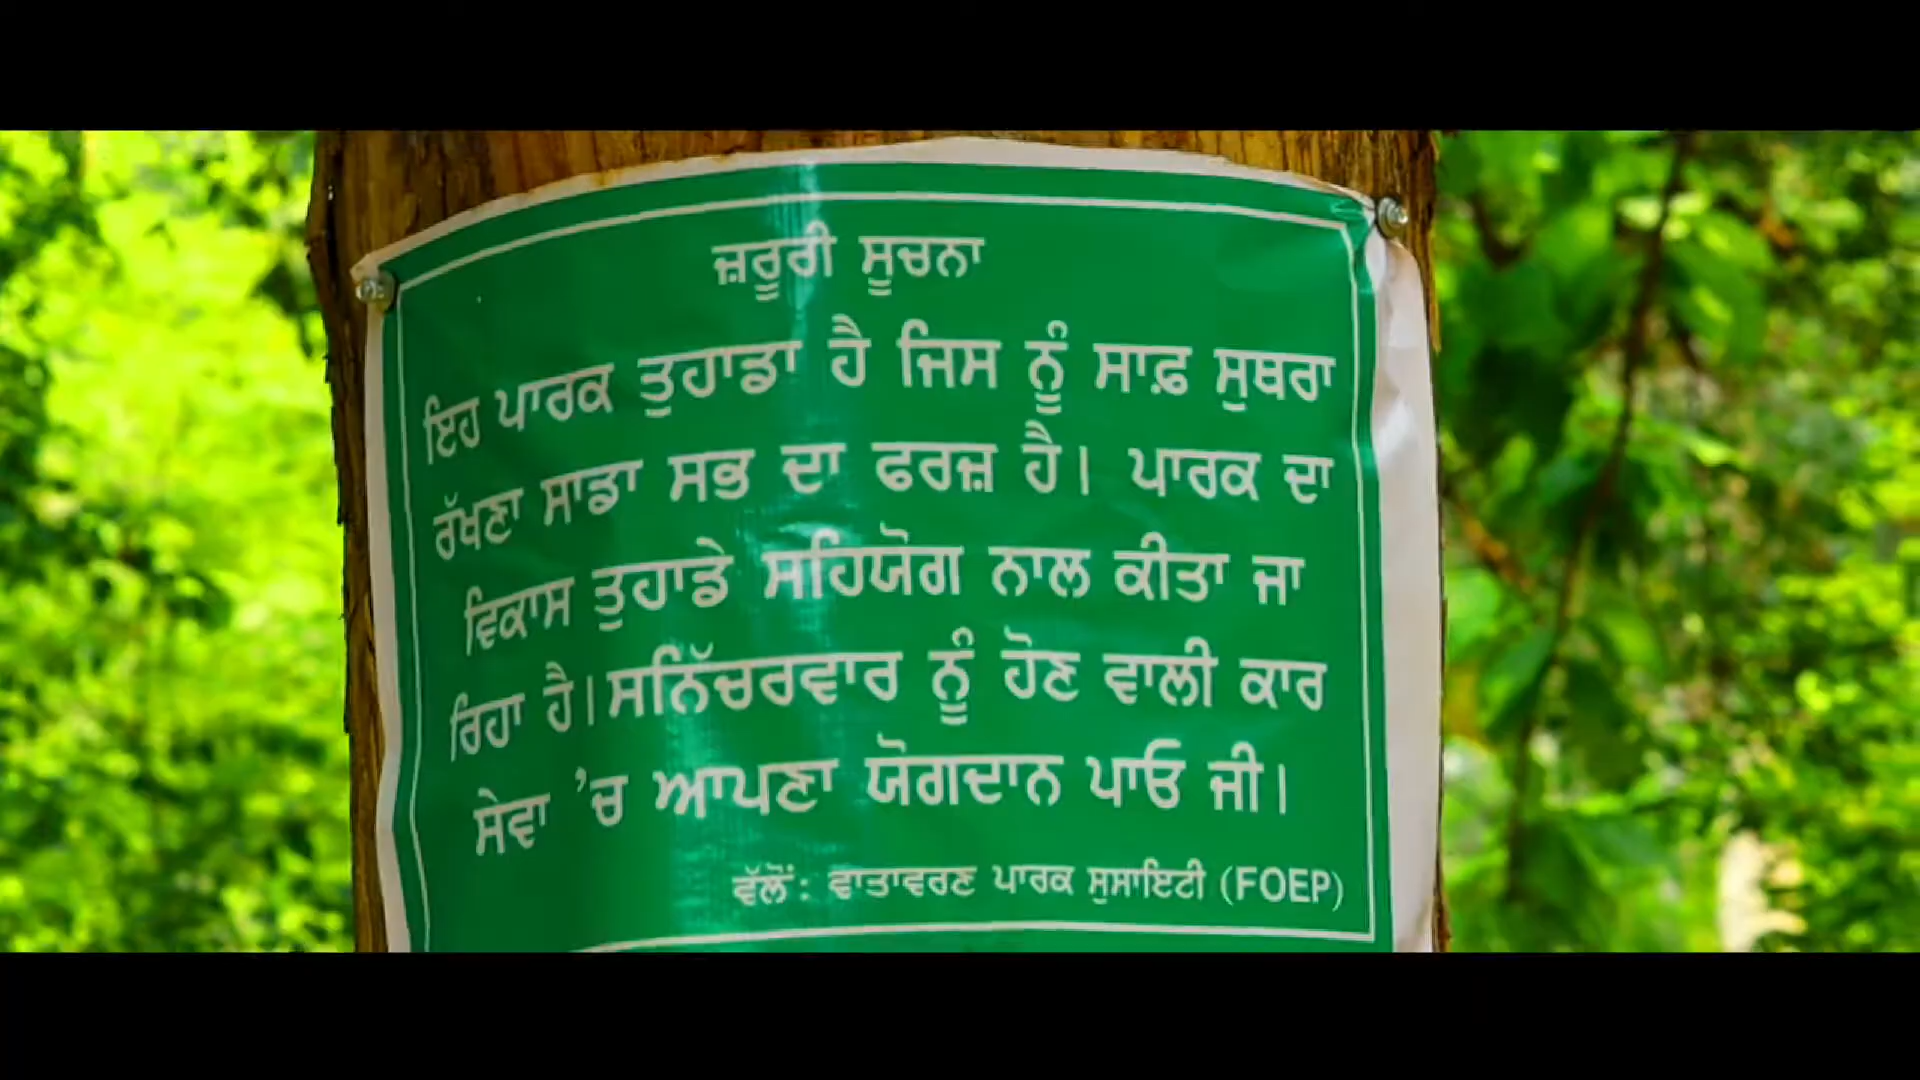 ਜ਼ਰੂਰੀ ਸੂਚਨਾ
ਇਹ ਪਾਰਕ ਤੁਹਾਡਾ ਹੈ ਜਿਸ ਨੂੰ ਸਾਫ਼ ਸੁਥਰਾ
ਰੱਖਣਾ ਸਾਡਾ ਸਭ ਦਾ ਫਰਜ਼ ਹੈ। ਪਾਰਕ ਦਾ
ਵਿਕਾਸ ਤੁਹਾਡੇ ਸਹਿਯੋਗ ਨਾਲ ਕੀਤਾ ਜਾ
ਰਿਹਾ ਹੈ।ਸਨਿੱਚਰਵਾਰ ਨੂੰ ਹੋਣ ਵਾਲੀ ਕਾਰ
ਸੇਵਾ ’ਚ ਆਪਣਾ ਯੋਗਦਾਨ ਪਾਓ ਜੀ।
ਵੱਲੋਂ: ਵਾਤਾਵਰਣ ਪਾਰਕ ਸੁਸਾਇਟੀ (FOEP)